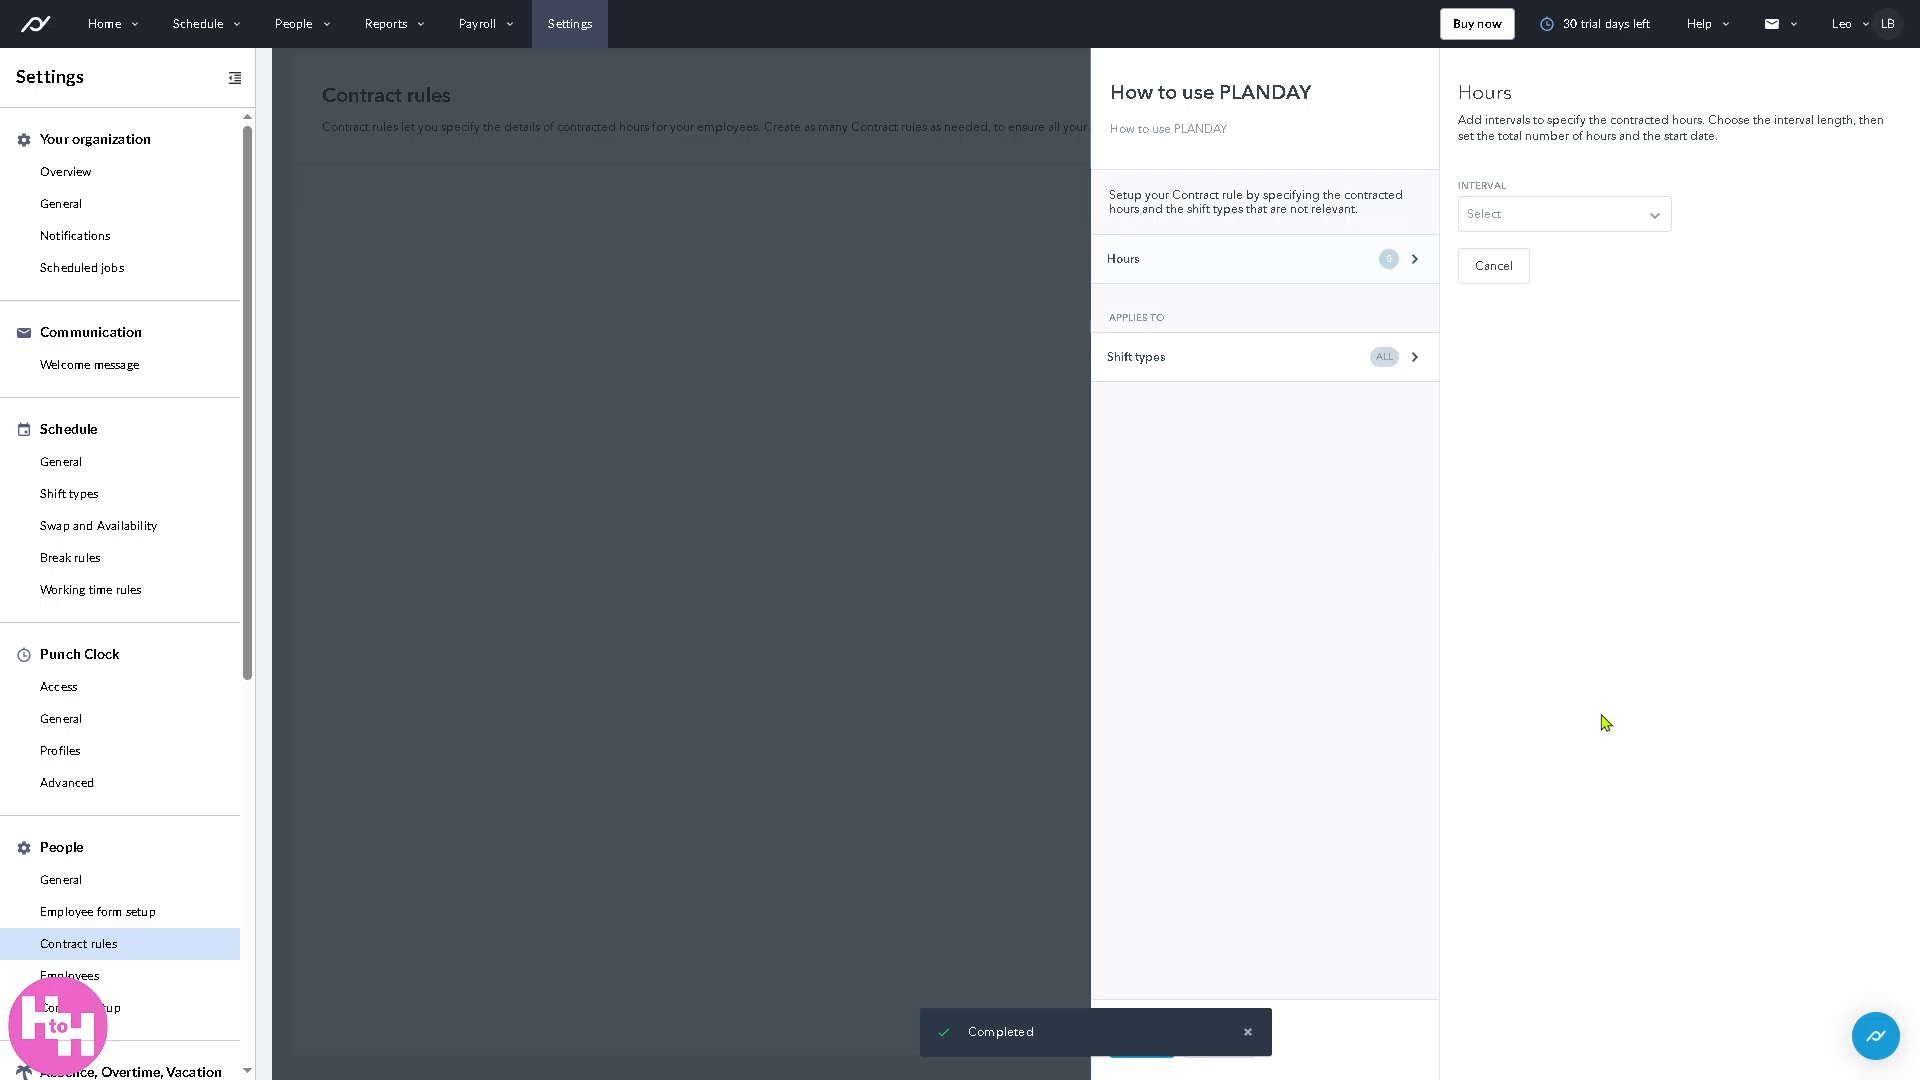 Home
Schedule
People
Reports
Payroll
Settings
Buy now
30 trial days left
Help
Leo
LB
Settings
Your organization
Overview
General
Notifications
Scheduled jobs
Communication
Welcome message
Schedule
General
Shift types
Swap and Availability
Break rules
Working time rules
Punch Clock
Access
General
Profiles
Advanced
People
General
Employee form setup
Contract rules
Employees
up
Absence, Overtime, Vacation
H to H
Contract rules
Contract rules let you specify the details of contracted hours for your employees. Create as many Contract rules as needed, to ensure all your
How to use PLANDAY
How to use PLANDAY
Setup your Contract rule by specifying the contracted
hours and the shift types that are not relevant.
Hours
0
APPLIES TO
Shift types
ALL
Hours
Add intervals to specify the contracted hours. Choose the interval length, then
set the total number of hours and the start date.
INTERVAL
Select
Cancel
Completed